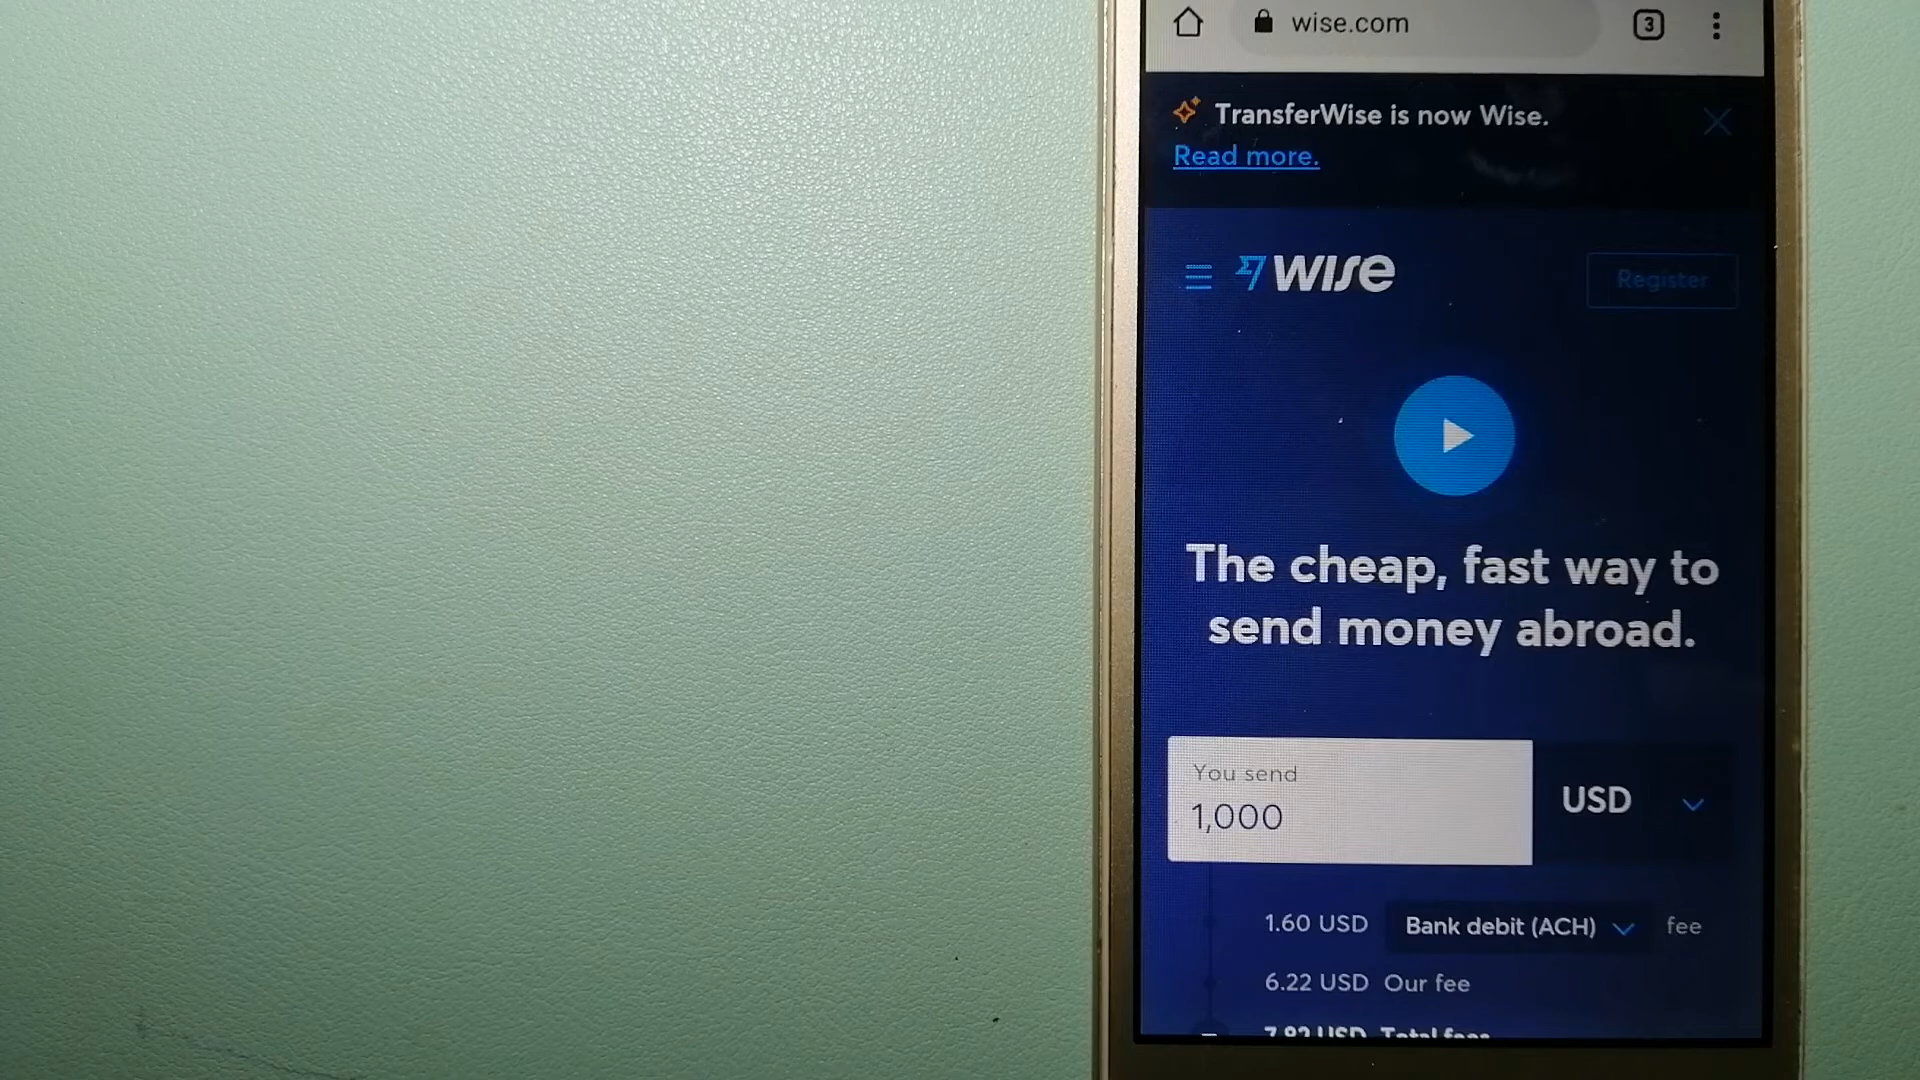 wise.com
3
TransferWise is now Wise.
Read more.
wise
Register
The cheap, fast way to
send money abroad.
You send
1,000
USD
1.60 USD Bank debit (ACH) fee
6.22 USD Our fee
7.82 USD Total fees